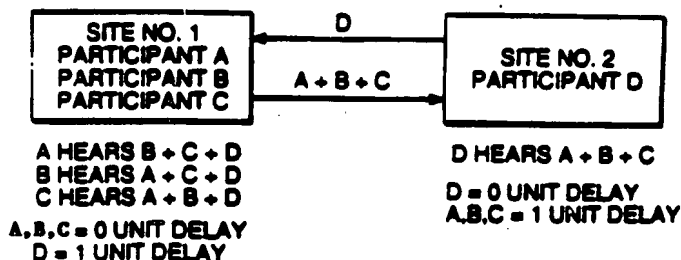 SITE NO. 1
PARTICIPANT A
PARTICIPANT B
PARTICIPANT C
D
A + B + C
SITE NO. 2
PARTICIPANT D
A HEARS B + C + D
B HEARS A + C + D
C HEARS A + B + D
A,B,C = 0 UNIT DELAY
D = 1 UNIT DELAY
D HEARS A + B + C
D = 0 UNIT DELAY
A,B,C = 1 UNIT DELAY